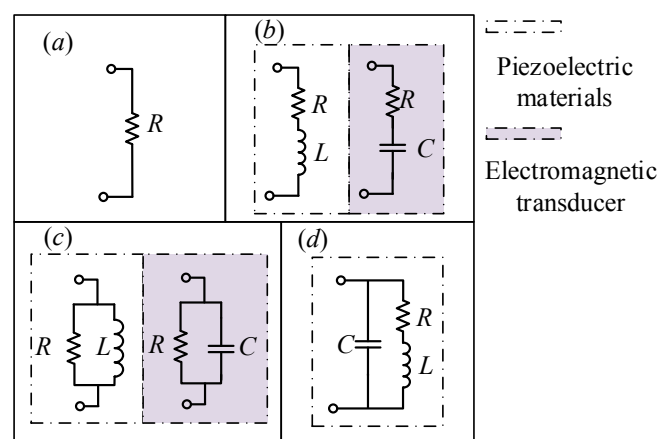 (a)
R
(b)
R
L
R
C
Piezoelectric
materials
Electromagnetic
transducer
(c)
R
L
R
C
(d)
C
R
L